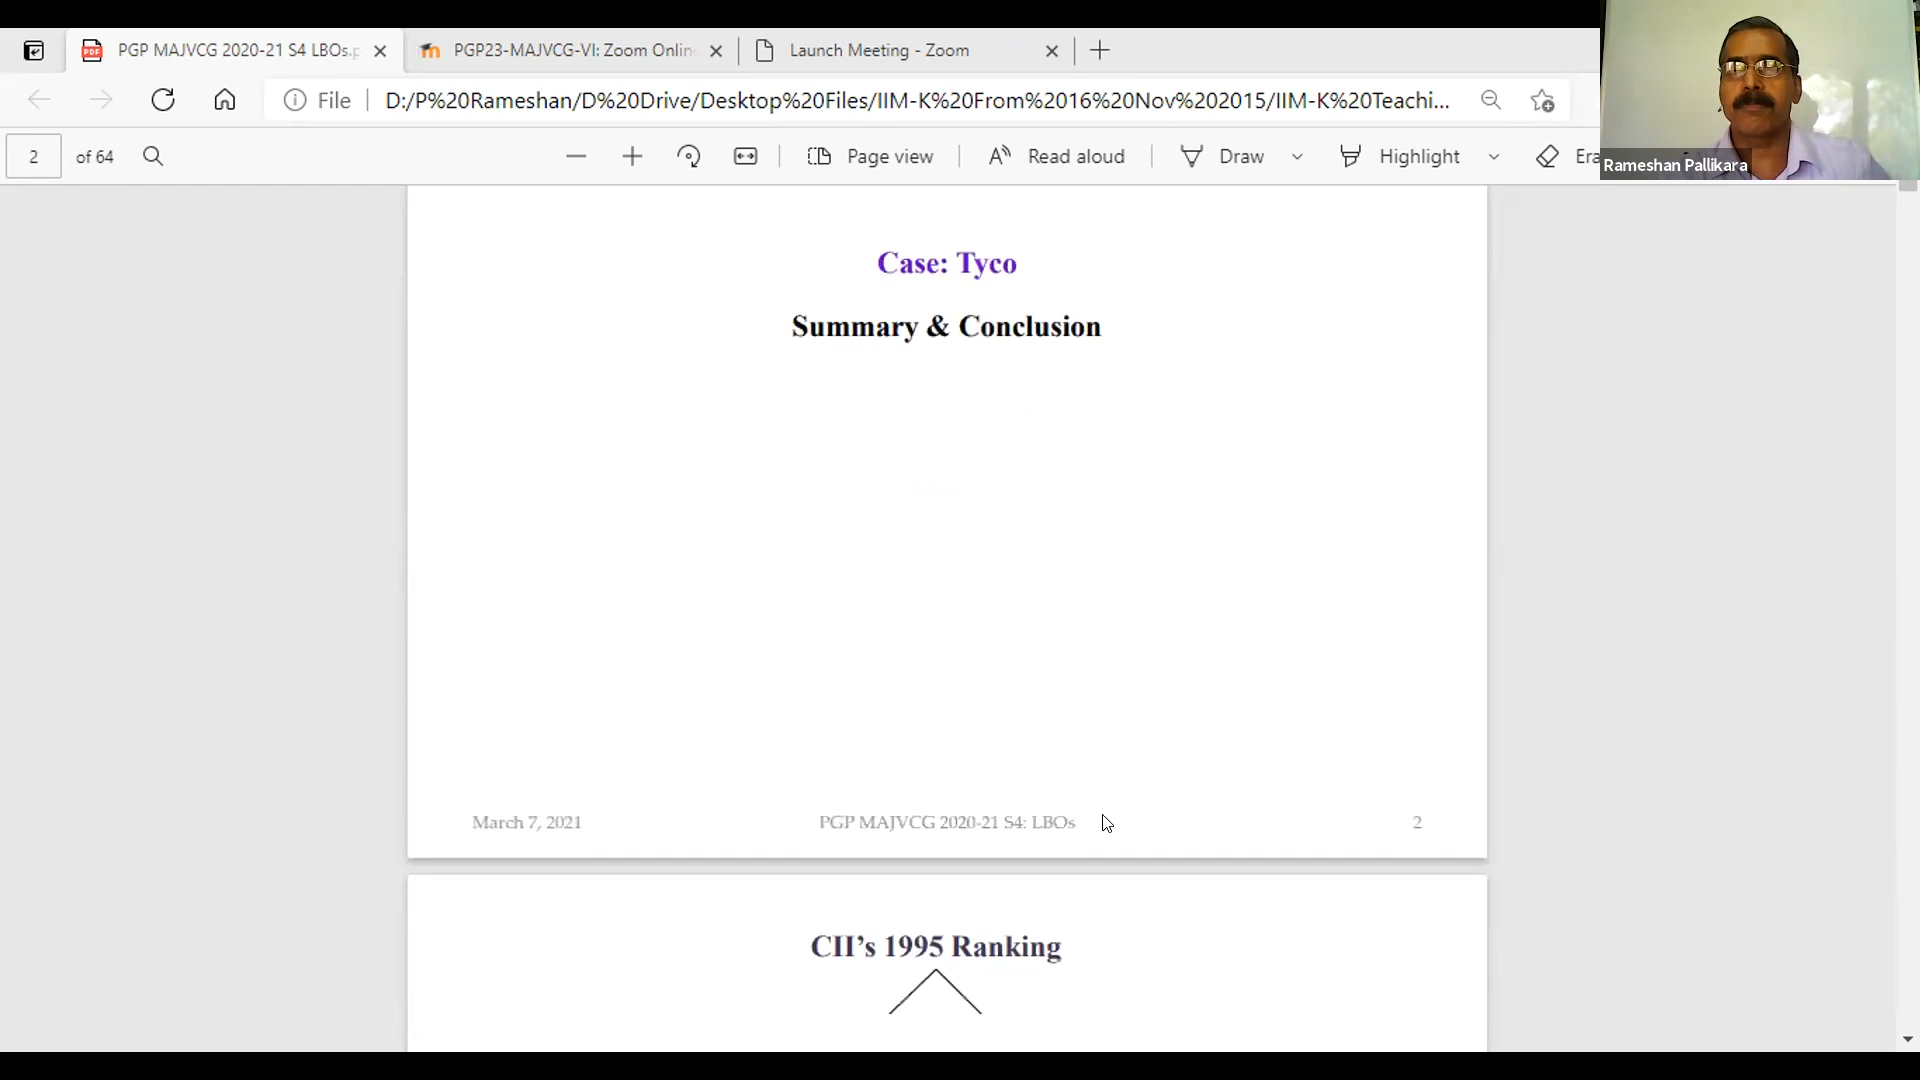 PGP MAJVCG 2020-21 S4 LBOs.p
PGP23-MAJVCG-VI: Zoom Onlin
Launch Meeting - Zoom
File
D:/P%20Rameshan/D%20Drive/Desktop%20Files/IIM-K%20From%2016%20Nov%202015/IIM-K%20Teachi...
2
of 64
Page view
Read aloud
Draw
Highlight
Era
Rameshan Pallikara
Case: Tyco
Summary & Conclusion
March 7, 2021
PGP MAJVCG 2020-21 S4: LBOs
2
CII's 1995 Ranking